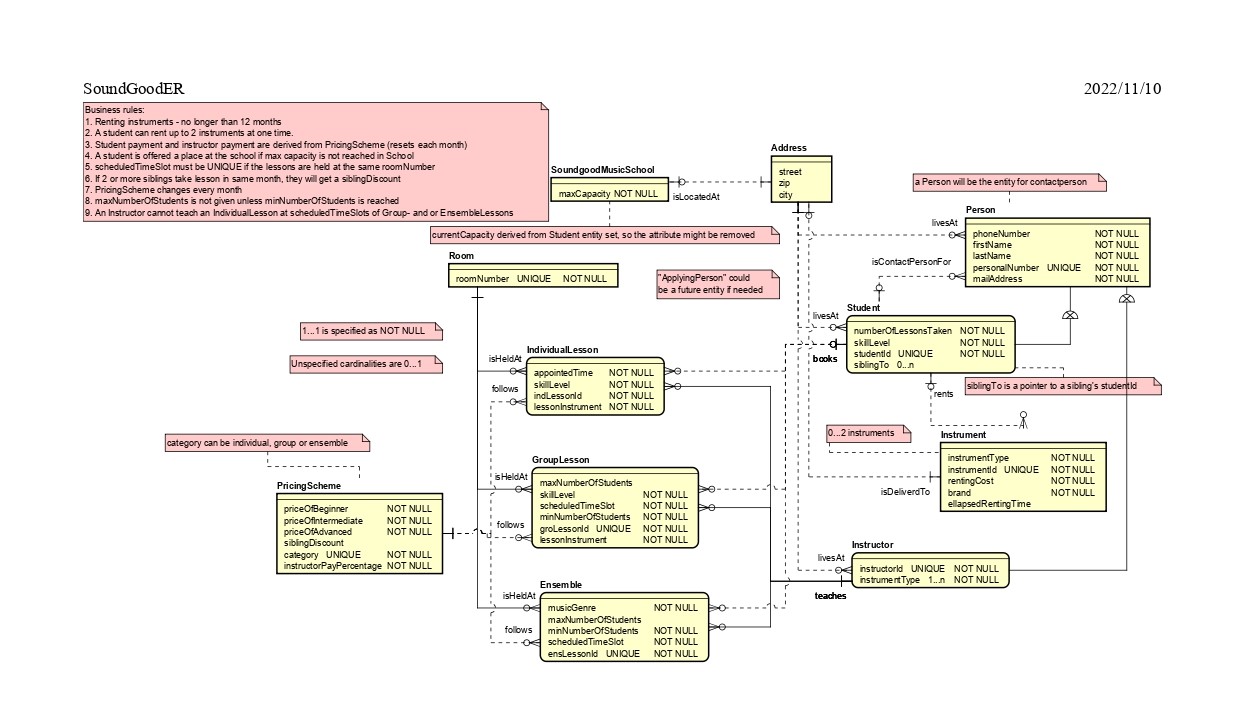 SoundGoodER
2022/11/10
Business rules:
1. Renting instruments - no longer than 12 months
2. A student can rent up to 2 instruments at one time.
3. Student payment and instructor payment are derived from PricingScheme (resets each month)
4. A student is offered a place at the school if max capacity is not reached in School
5. scheduledTimeSlot must be UNIQUE if the lessons are held at the same roomNumber
6. If 2 or more siblings take lesson in same month, they will get a siblingDiscount
7. PricingScheme changes every month
8. maxNumberOfStudents is not given unless minNumberOfStudents is reached
9. An Instructor cannot teach an IndividualLesson at scheduledTimeSlots of Group- and or EnsembleLessons
SoundgoodMusicSchool
maxCapacity NOT NULL
isLocatedAt
Address
street
zip
city
currentCapacity derived from Student entity set, so the attribute might be removed
a Person will be the entity for contactperson
Person
livesAt
phoneNumber NOT NULL
firstName NOT NULL
lastName NOT NULL
personalNumber UNIQUE NOT NULL
mailAddress NOT NULL
isContactPersonFor
Room
roomNumber UNIQUE NOT NULL
"ApplyingPerson" could
be a future entity if needed
1...1 is specified as NOT NULL
Unspecified cardinalities are 0...1
Student
livesAt
books
numberOfLessonsTaken NOT NULL
skillLevel NOT NULL
studentId UNIQUE NOT NULL
siblingTo 0...n
siblingTo is a pointer to a sibling's studentId
rents
IndividualLesson
isHeldAt
follows
appointedTime NOT NULL
skillLevel NOT NULL
indLessonId NOT NULL
lessonInstrument NOT NULL
category can be individual, group or ensemble
0...2 instruments
Instrument
instrumentType NOT NULL
instrumentId UNIQUE NOT NULL
rentingCost NOT NULL
brand NOT NULL
ellapsedRentingTime
isDeliverdTo
GroupLesson
isHeldAt
follows
maxNumberOfStudents
skillLevel NOT NULL
scheduledTimeSlot NOT NULL
minNumberOfStudents NOT NULL
groLessonId UNIQUE NOT NULL
lessonInstrument NOT NULL
PricingScheme
priceOfBeginner NOT NULL
priceOfIntermediate NOT NULL
priceOfAdvanced NOT NULL
siblingDiscount
category UNIQUE NOT NULL
instructorPayPercentage NOT NULL
Instructor
livesAt
teaches
instructorId UNIQUE NOT NULL
instrumentType 1...n NOT NULL
Ensemble
isHeldAt
follows
musicGenre NOT NULL
maxNumberOfStudents
minNumberOfStudents NOT NULL
scheduledTimeSlot NOT NULL
ensLessonId UNIQUE NOT NULL